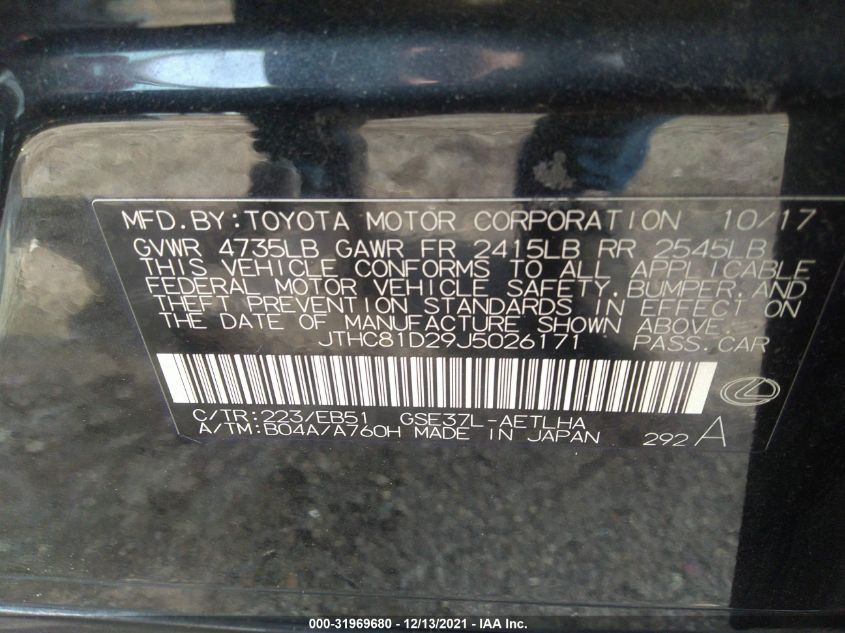 MFD.BY:TOYOTA MOTOR CORPORATION 10/17
GVWR 4735LB GAWR FR 2415LB RR 2545LB
THIS VEHICLE CONFORMS TO ALL APPLICABLE
FEDERAL MOTOR VEHICLE SAFETY,BUMPER,AND
THEFT PREVENTION STANDARDS IN EFFECT ON
THE DATE OF MANUFACTURE SHOWN ABOVE.
JTHC81D29J5026171 PASS.CAR
C/TR:223/EB51 GSE37L-AETLHA
A/TM:B04A/A760H MADE IN JAPAN 292 A
000-31969680 - 12/13/2021 - IAA Inc.